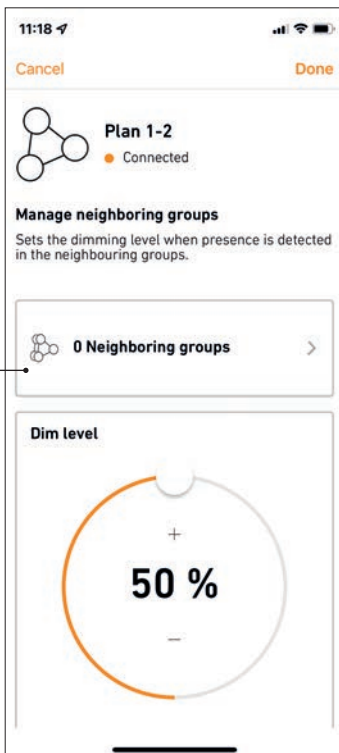 11:18
Cancel Done
Plan 1-2
Connected
Manage neighboring groups
Sets the dimming level when presence is detected
in the neighbouring groups.
0 Neighboring groups
Dim level
+
50 %
−